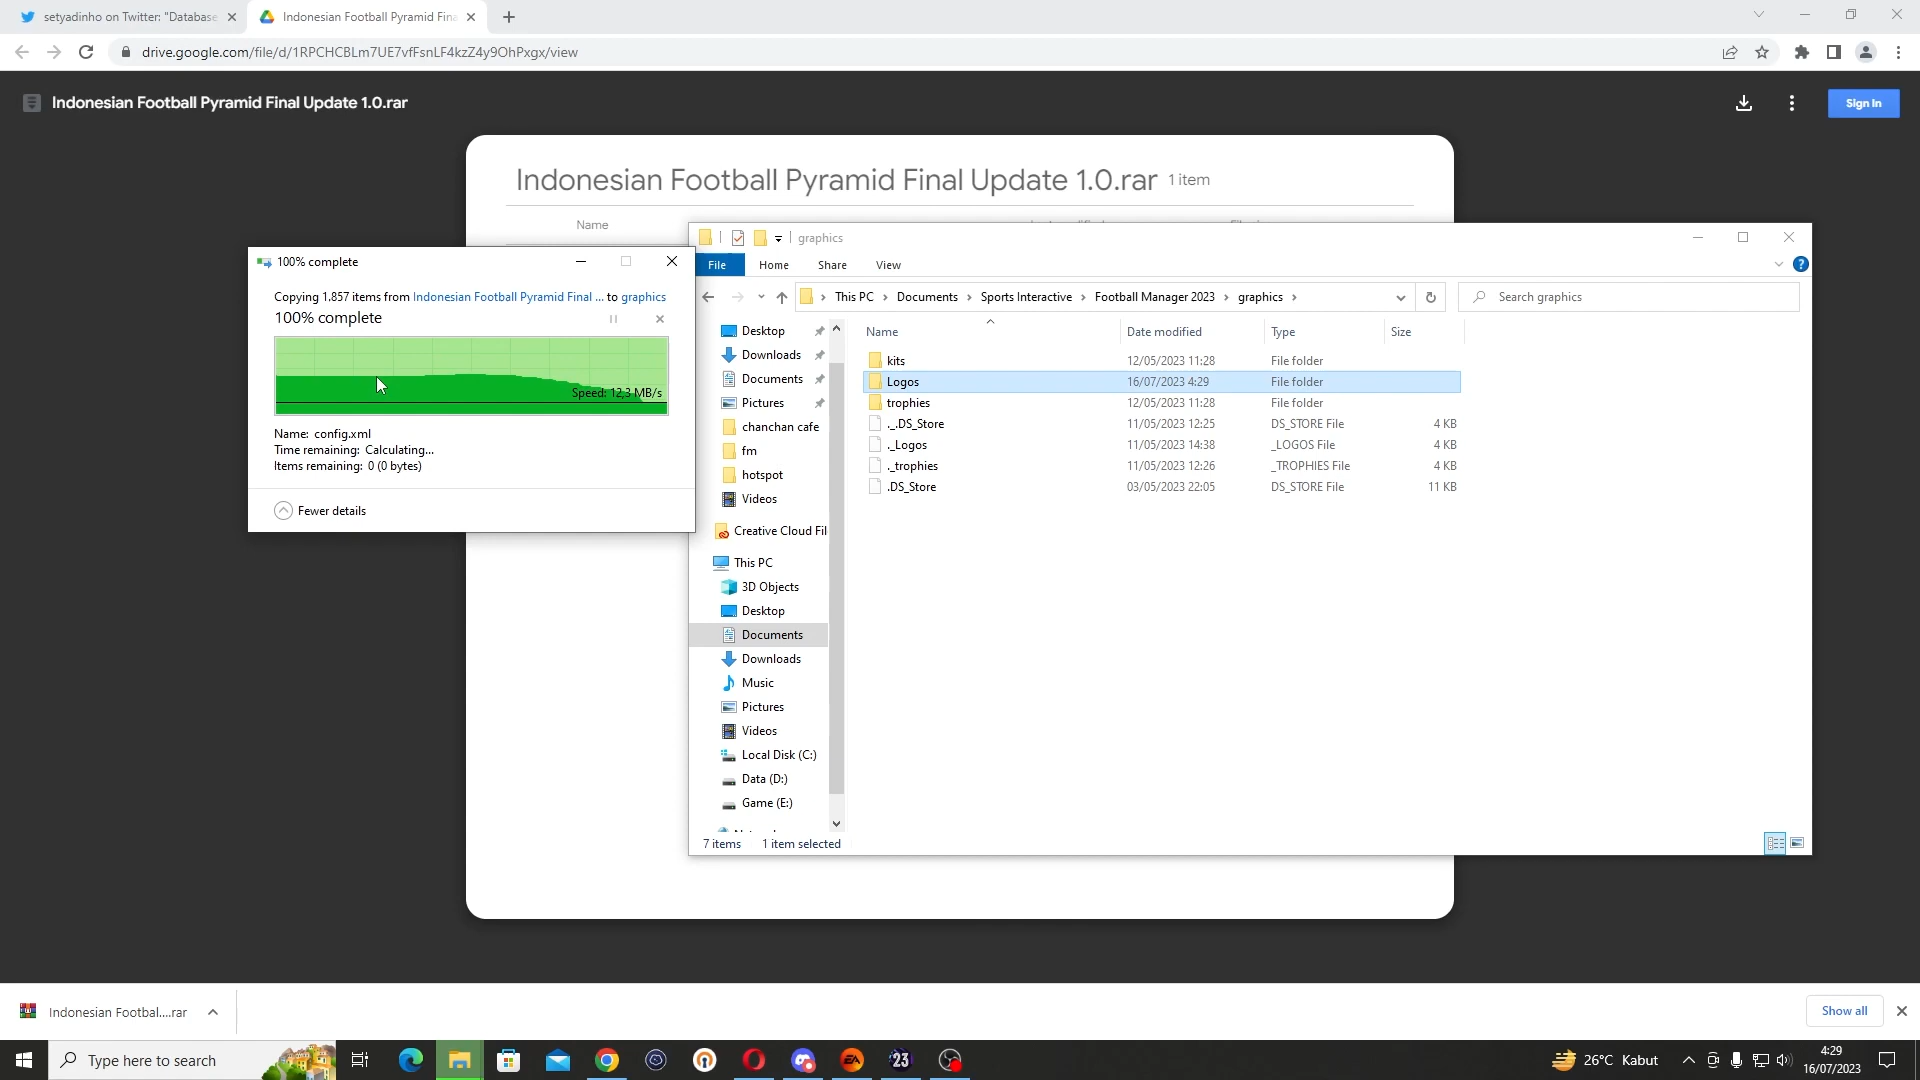 setyadinho on Twitter: "Database
Indonesian Football Pyramid Fina
drive.google.com/file/d/1RPCHCBLm7UE7vfFsnLF4kzZ4y9OhPxgx/view
Indonesian Football Pyramid Final Update 1.0.rar
Sign In
Indonesian Football Pyramid Final Update 1.0.rar 1 item
Name
graphics
File Home Share View
This PC Documents Sports Interactive Football Manager 2023 graphics
Search graphics
100% complete
Copying 1.857 items from Indonesian Football Pyramid Final ... to graphics
100% complete
Speed: 12,3 MB/s
Name: config.xml
Time remaining: Calculating...
Items remaining: 0 (0 bytes)
Fewer details
Desktop
Downloads
Documents
Pictures
chanchan cafe
fm
hotspot
Videos
Creative Cloud Fil
This PC
3D Objects
Desktop
Documents
Downloads
Music
Pictures
Videos
Local Disk (C:)
Data (D:)
Game (E:)
Name Date modified Type Size
kits 12/05/2023 11:28 File folder
Logos 16/07/2023 4:29 File folder
trophies 12/05/2023 11:28 File folder
._.DS_Store 11/05/2023 12:25 DS_STORE File 4 KB
._Logos 11/05/2023 14:38 _LOGOS File 4 KB
._trophies 11/05/2023 12:26 _TROPHIES File 4 KB
.DS_Store 03/05/2023 22:05 DS_STORE File 11 KB
7 items 1 item selected
Indonesian Footbal....rar
Show all
Type here to search
EA
23
26°C Kabut
4:29
16/07/2023